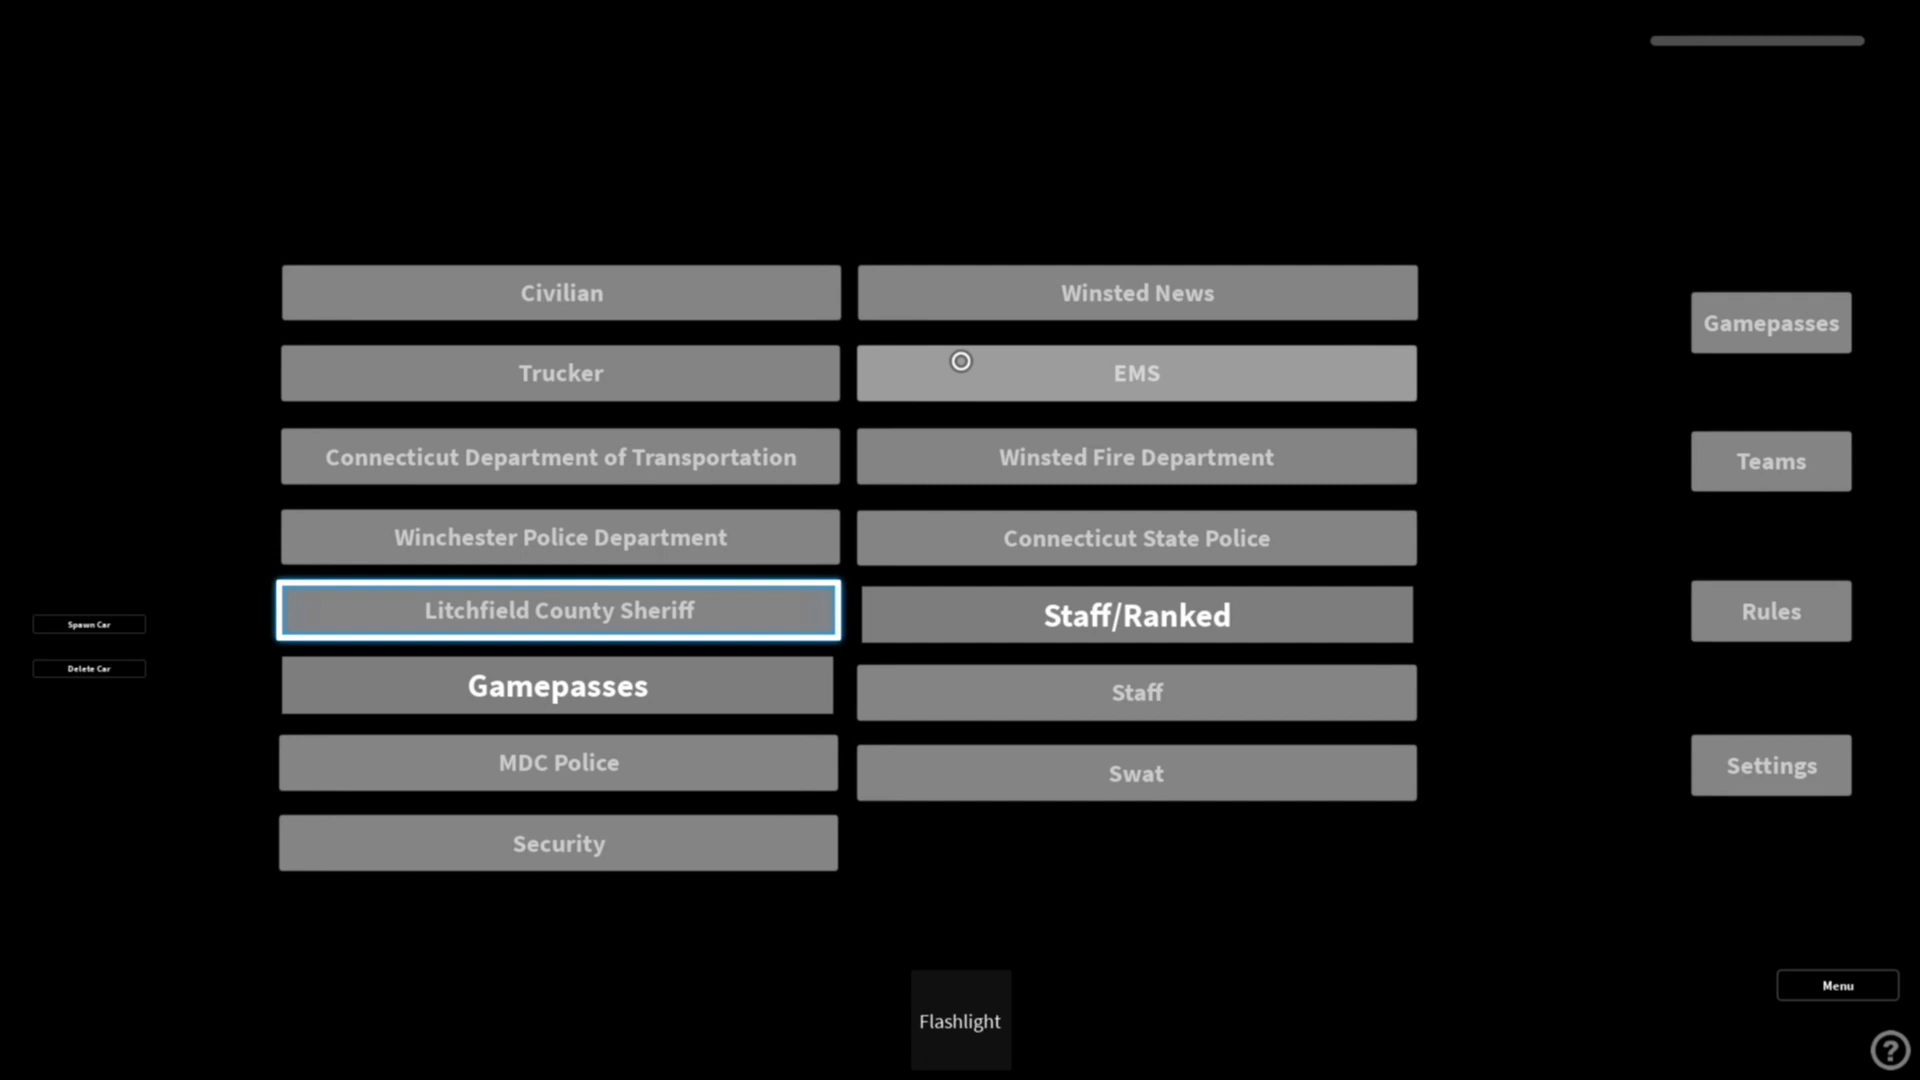 Civilian
Winsted News
Trucker
EMS
Connecticut Department of Transportation
Winsted Fire Department
Winchester Police Department
Connecticut State Police
Litchfield County Sheriff
Staff/Ranked
Gamepasses
Staff
MDC Police
Swat
Security
Gamepasses
Teams
Rules
Settings
Spawn Car
Delete Car
Flashlight
Menu
?